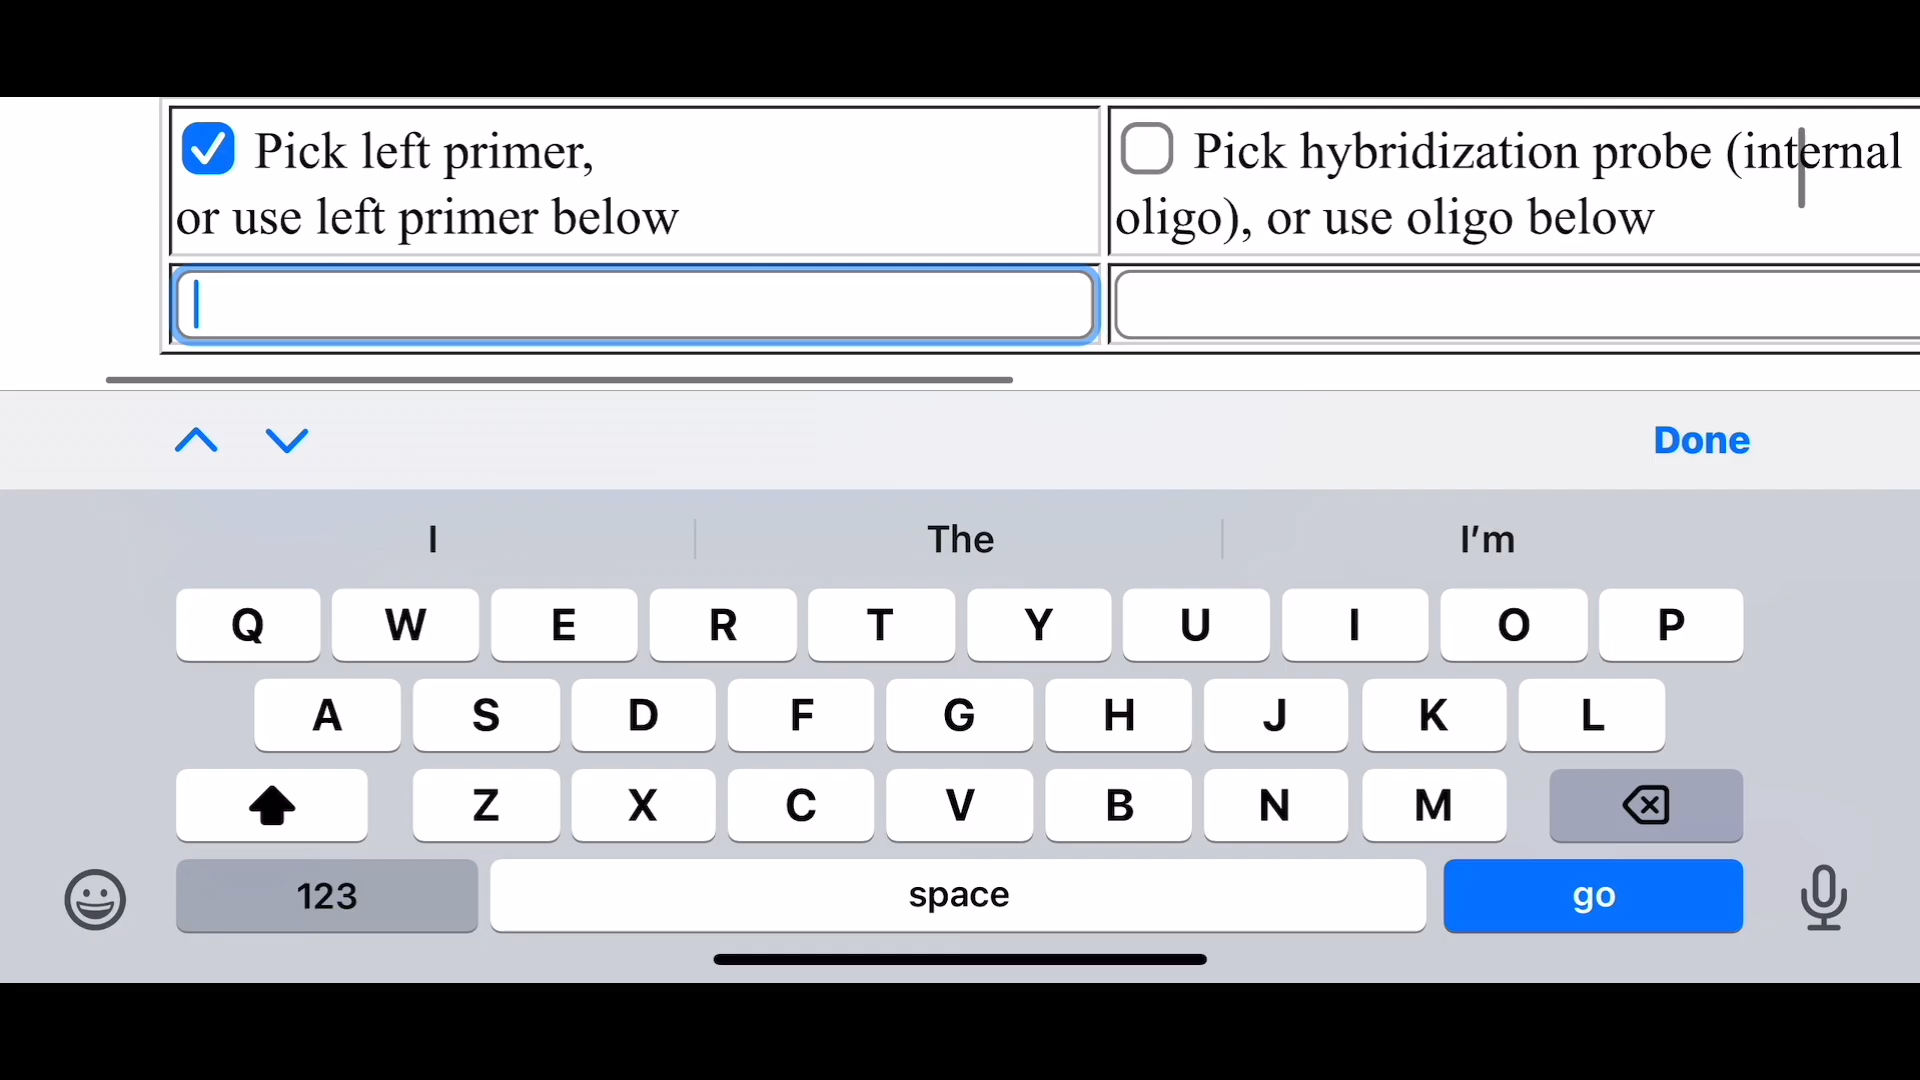 Pick left primer,
or use left primer below
Pick hybridization probe (internal
oligo), or use oligo below
Done
I The I'm
Q W E R T Y U I O P
A S D F G H J K L
Z X C V B N M
123 space go